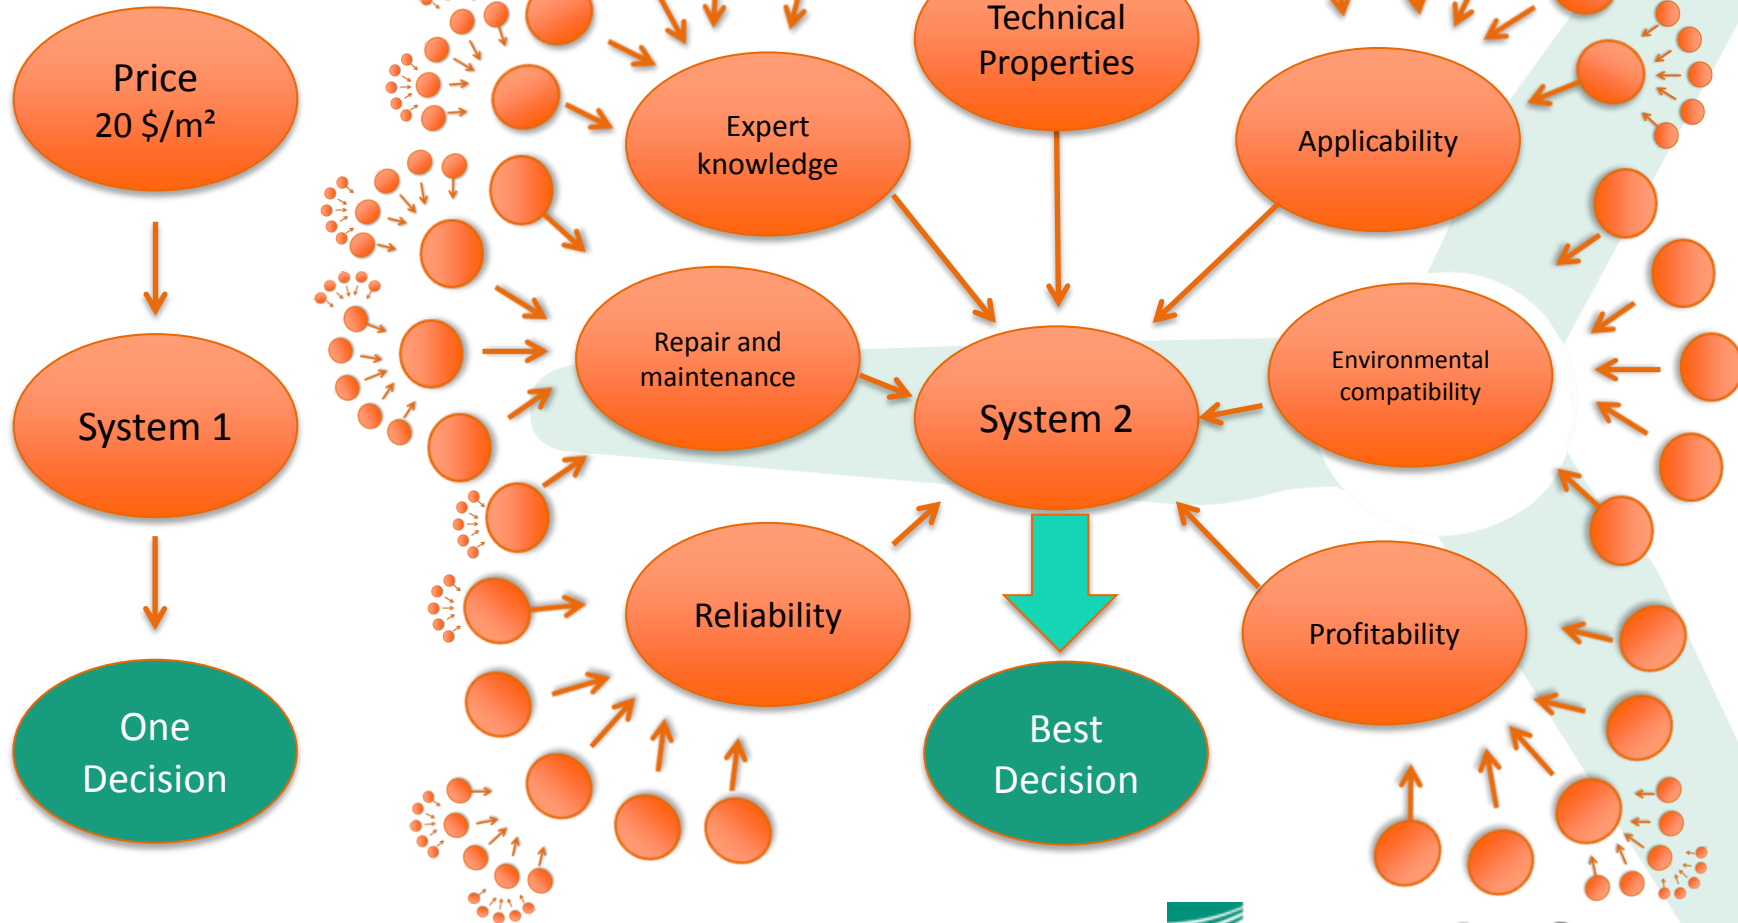 Price
20 $/m²
System 1
One
Decision
Technical
Properties
Expert
knowledge
Applicability
Repair and
maintenance
System 2
Environmental
compatibility
Reliability
Profitability
Best
Decision